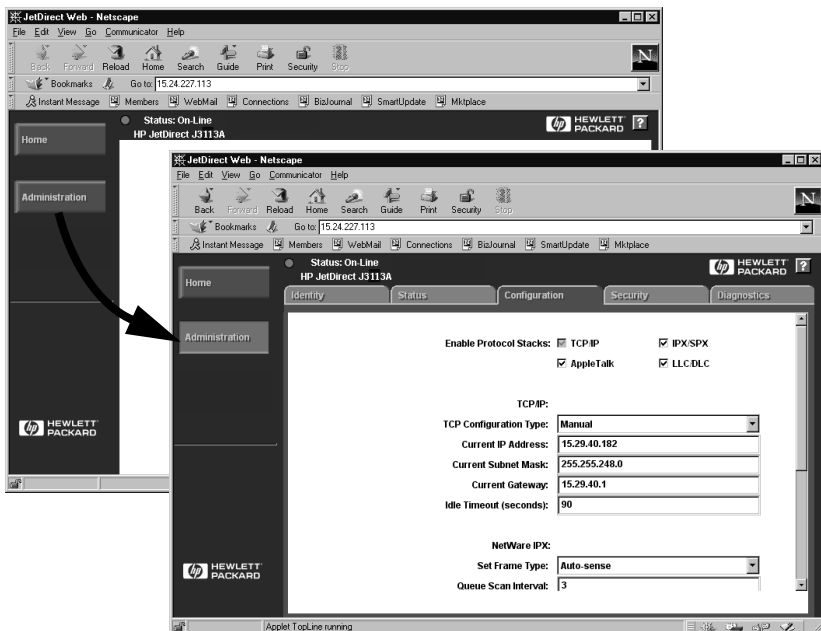 JetDirect Web - Netscape
File Edit View Go Communicator Help
Back Forward Reload Home Search Guide Print Security Stop
N
Bookmarks Go to: 15.24.227.113
Instant Message Members WebMail Connections BizJournal SmartUpdate Mktplace
Status: On-Line
HP JetDirect J3113A
hp HEWLETT PACKARD ?
Home
Administration
hp HEWLETT
PACKARD
JetDirect Web - Netscape
File Edit View Go Communicator Help
Back Forward Reload Home Search Guide Print Security Stop
N
Bookmarks Go to: 15.24.227.113
Instant Message Members WebMail Connections BizJournal SmartUpdate Mktplace
Status: On-Line
HP JetDirect J3113A
hp HEWLETT PACKARD ?
Home
Administration
Identity Status Configuration Security Diagnostics
Enable Protocol Stacks: TCP/IP IPX/SPX
AppleTalk LLC/DLC
TCP/IP:
TCP Configuration Type: Manual
Current IP Address: 15.29.40.182
Current Subnet Mask: 255.255.248.0
Current Gateway: 15.29.40.1
Idle Timeout (seconds): 90
NetWare IPX:
Set Frame Type: Auto-sense
Queue Scan Interval: 3
hp HEWLETT
PACKARD
Applet TopLine running